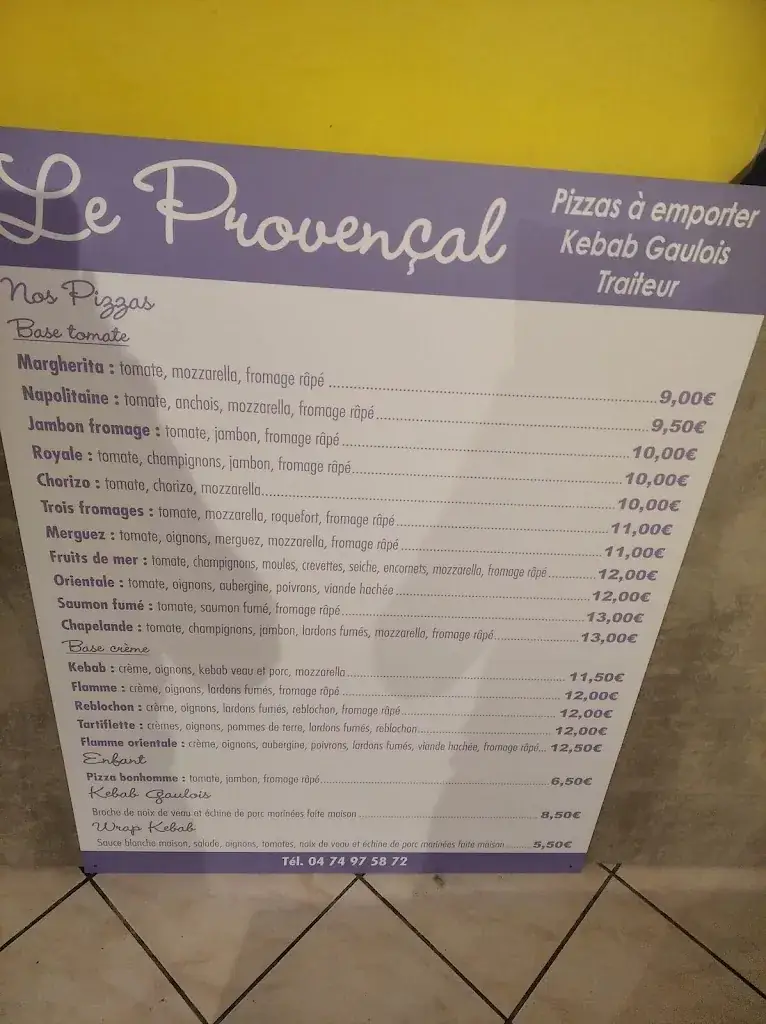 Le Provençal
Pizzas à emporter
Kebab Gaulois
Traiteur
Nos Pizzas
Base tomate
Margherita : tomate, mozzarella, fromage râpé 9,00€
Napolitaine : tomate, anchois, mozzarella, fromage râpé 9,50€
Jambon fromage : tomate, jambon, fromage râpé 10,00€
Royale : tomate, champignons, jambon, fromage râpé 10,00€
Chorizo : tomate, chorizo, mozzarella 10,00€
Trois fromages : tomate, mozzarella, roquefort, fromage râpé 11,00€
Merguez : tomate, oignons, merguez, mozzarella, fromage râpé 11,00€
Fruits de mer : tomate, champignons, moules, crevettes, seiche, encornets, mozzarella, fromage râpé 12,00€
Orientale : tomate, oignons, aubergine, poivrons, viande hachée 12,00€
Saumon fumé : tomate, saumon fumé, fromage râpé 13,00€
Chapelande : tomate, champignons, jambon, lardons fumés, mozzarella, fromage râpé 13,00€
Base crème
Kebab : crème, oignons, kebab veau et porc, mozzarella 11,50€
Flamme : crème, oignons, lardons fumés, fromage râpé 12,00€
Reblochon : crème, oignons, lardons fumés, reblochon, fromage râpé 12,00€
Tartiflette : crèmes, oignons, pommes de terre, lardons fumés, reblochon 12,00€
Flamme orientale : crème, oignons, aubergine, poivrons, lardons fumés, viande hachée, fromage râpé... 12,50€
Enfant
Pizza bonhomme : tomate, jambon, fromage râpé 6,50€
Kebab Gaulois
Broche de noix de veau et échine de porc marinées faite maison 8,50€
Wrap Kebab
Sauce blanche maison, salade, oignons, tomates, noix de veau et échine de porc marinées faite maison 5,50€
Tél. 04 74 97 58 72